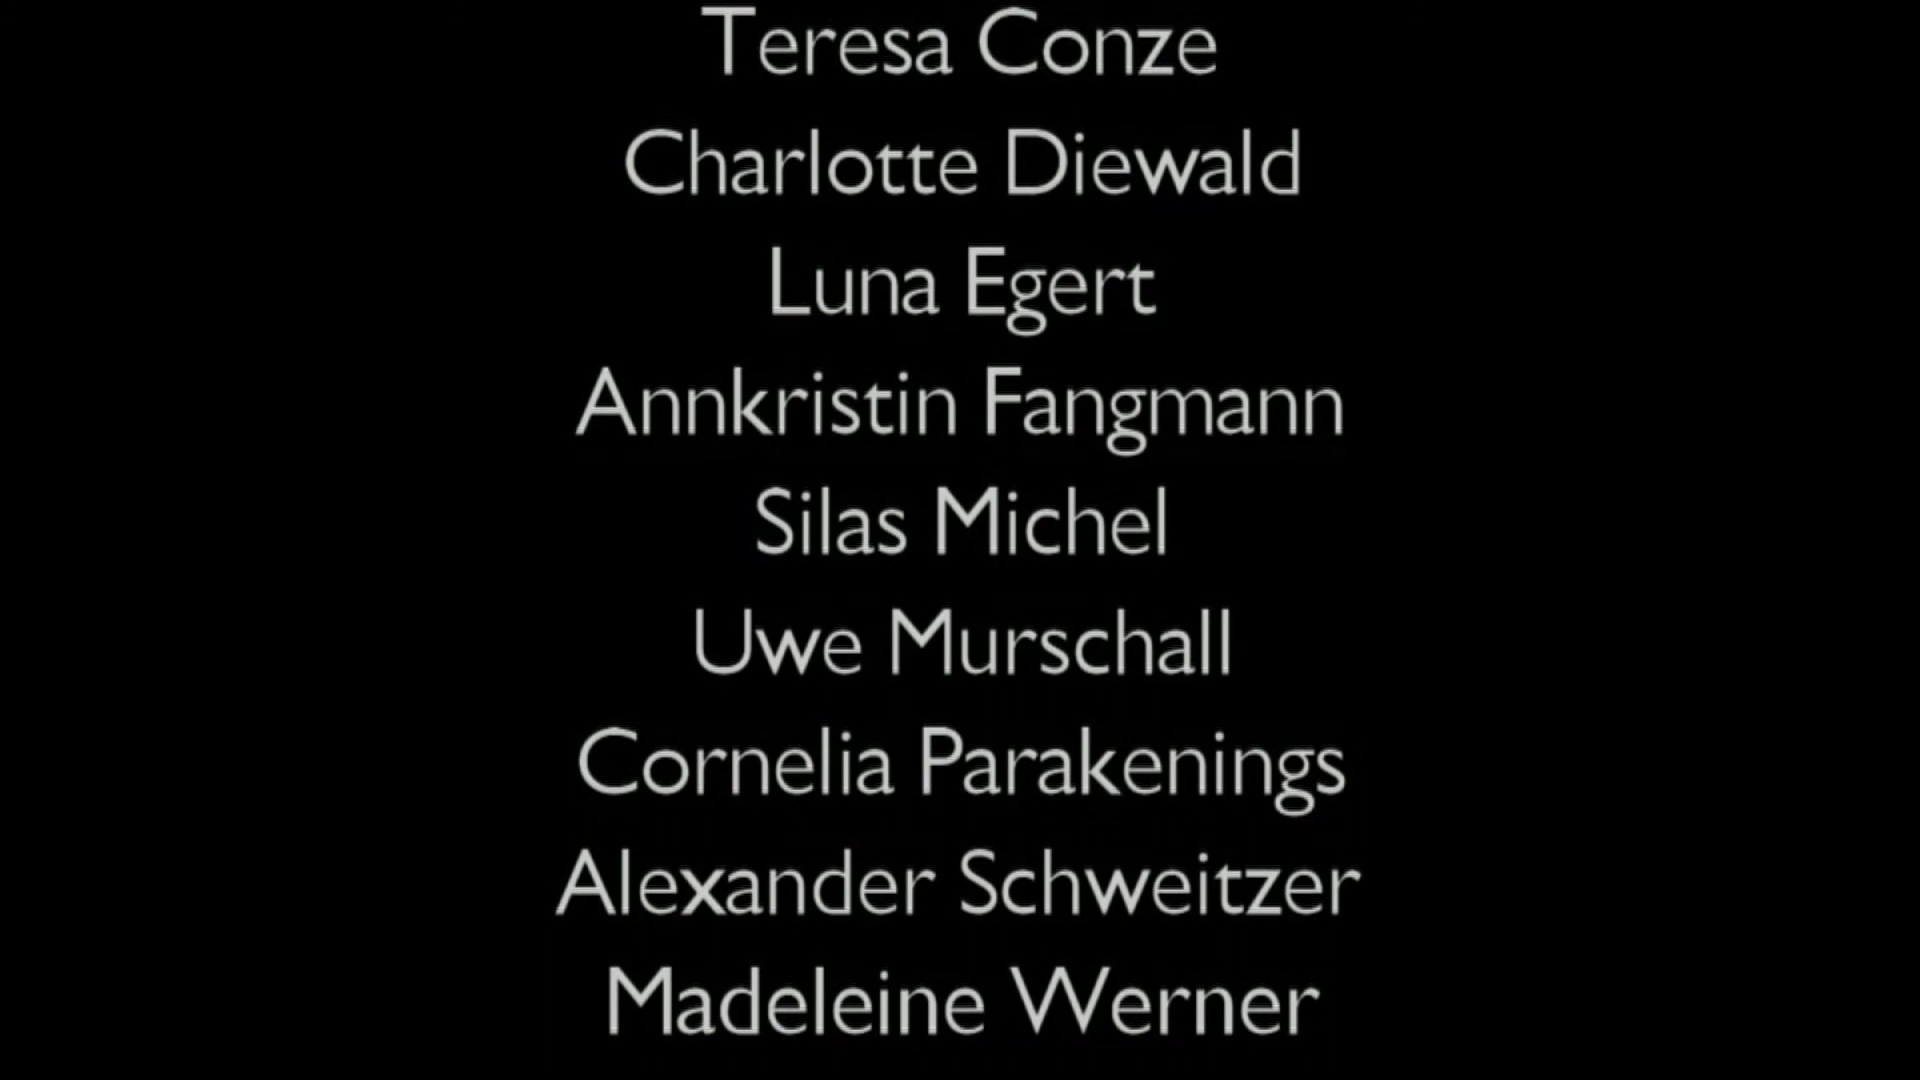 Teresa Conze
Charlotte Diewald
Luna Egert
Annkristin Fangmann
Silas Michel
Uwe Murschall
Cornelia Parakenings
Alexander Schweitzer
Madeleine Werner